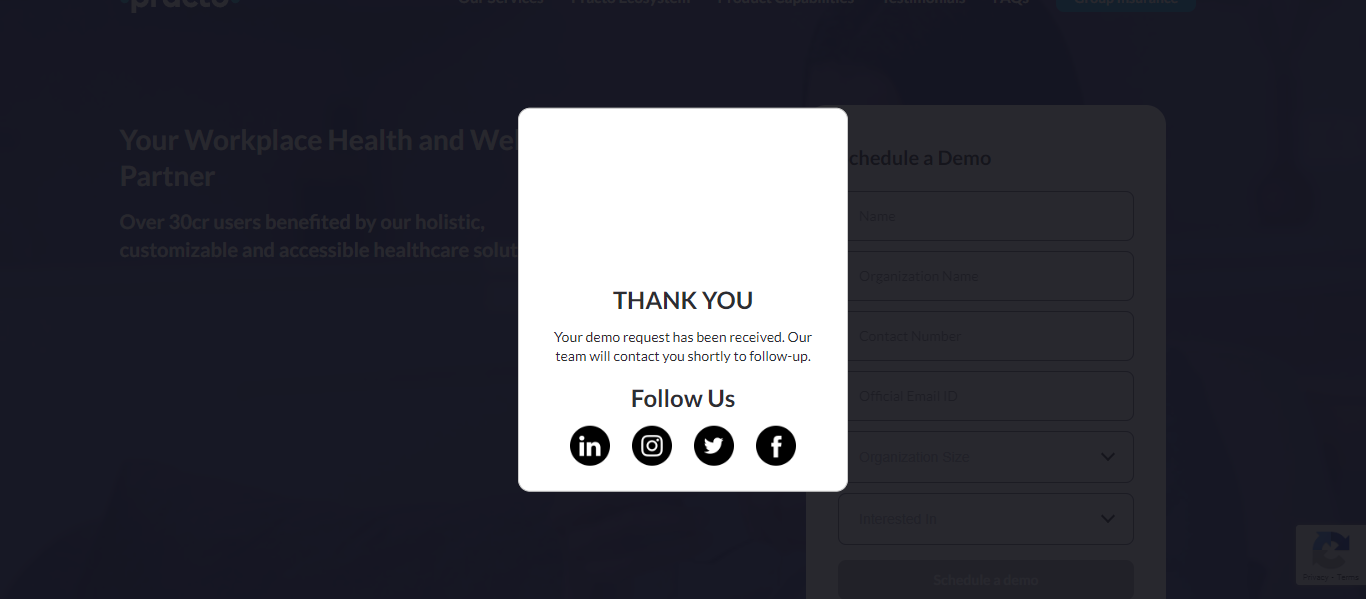 practo
Our Services Practo Ecosystem Product Capabilities Testimonials FAQs Group Insurance
Your Workplace Health and Wel
Partner
Over 30cr users benefited by our holistic,
customizable and accessible healthcare solut
THANK YOU
Your demo request has been received. Our
team will contact you shortly to follow-up.
Follow Us
in
chedule a Demo
Name
Organization Name
Contact Number
Official Email ID
Organization Size
Interested In
Schedule a demo
Privacy - Terms